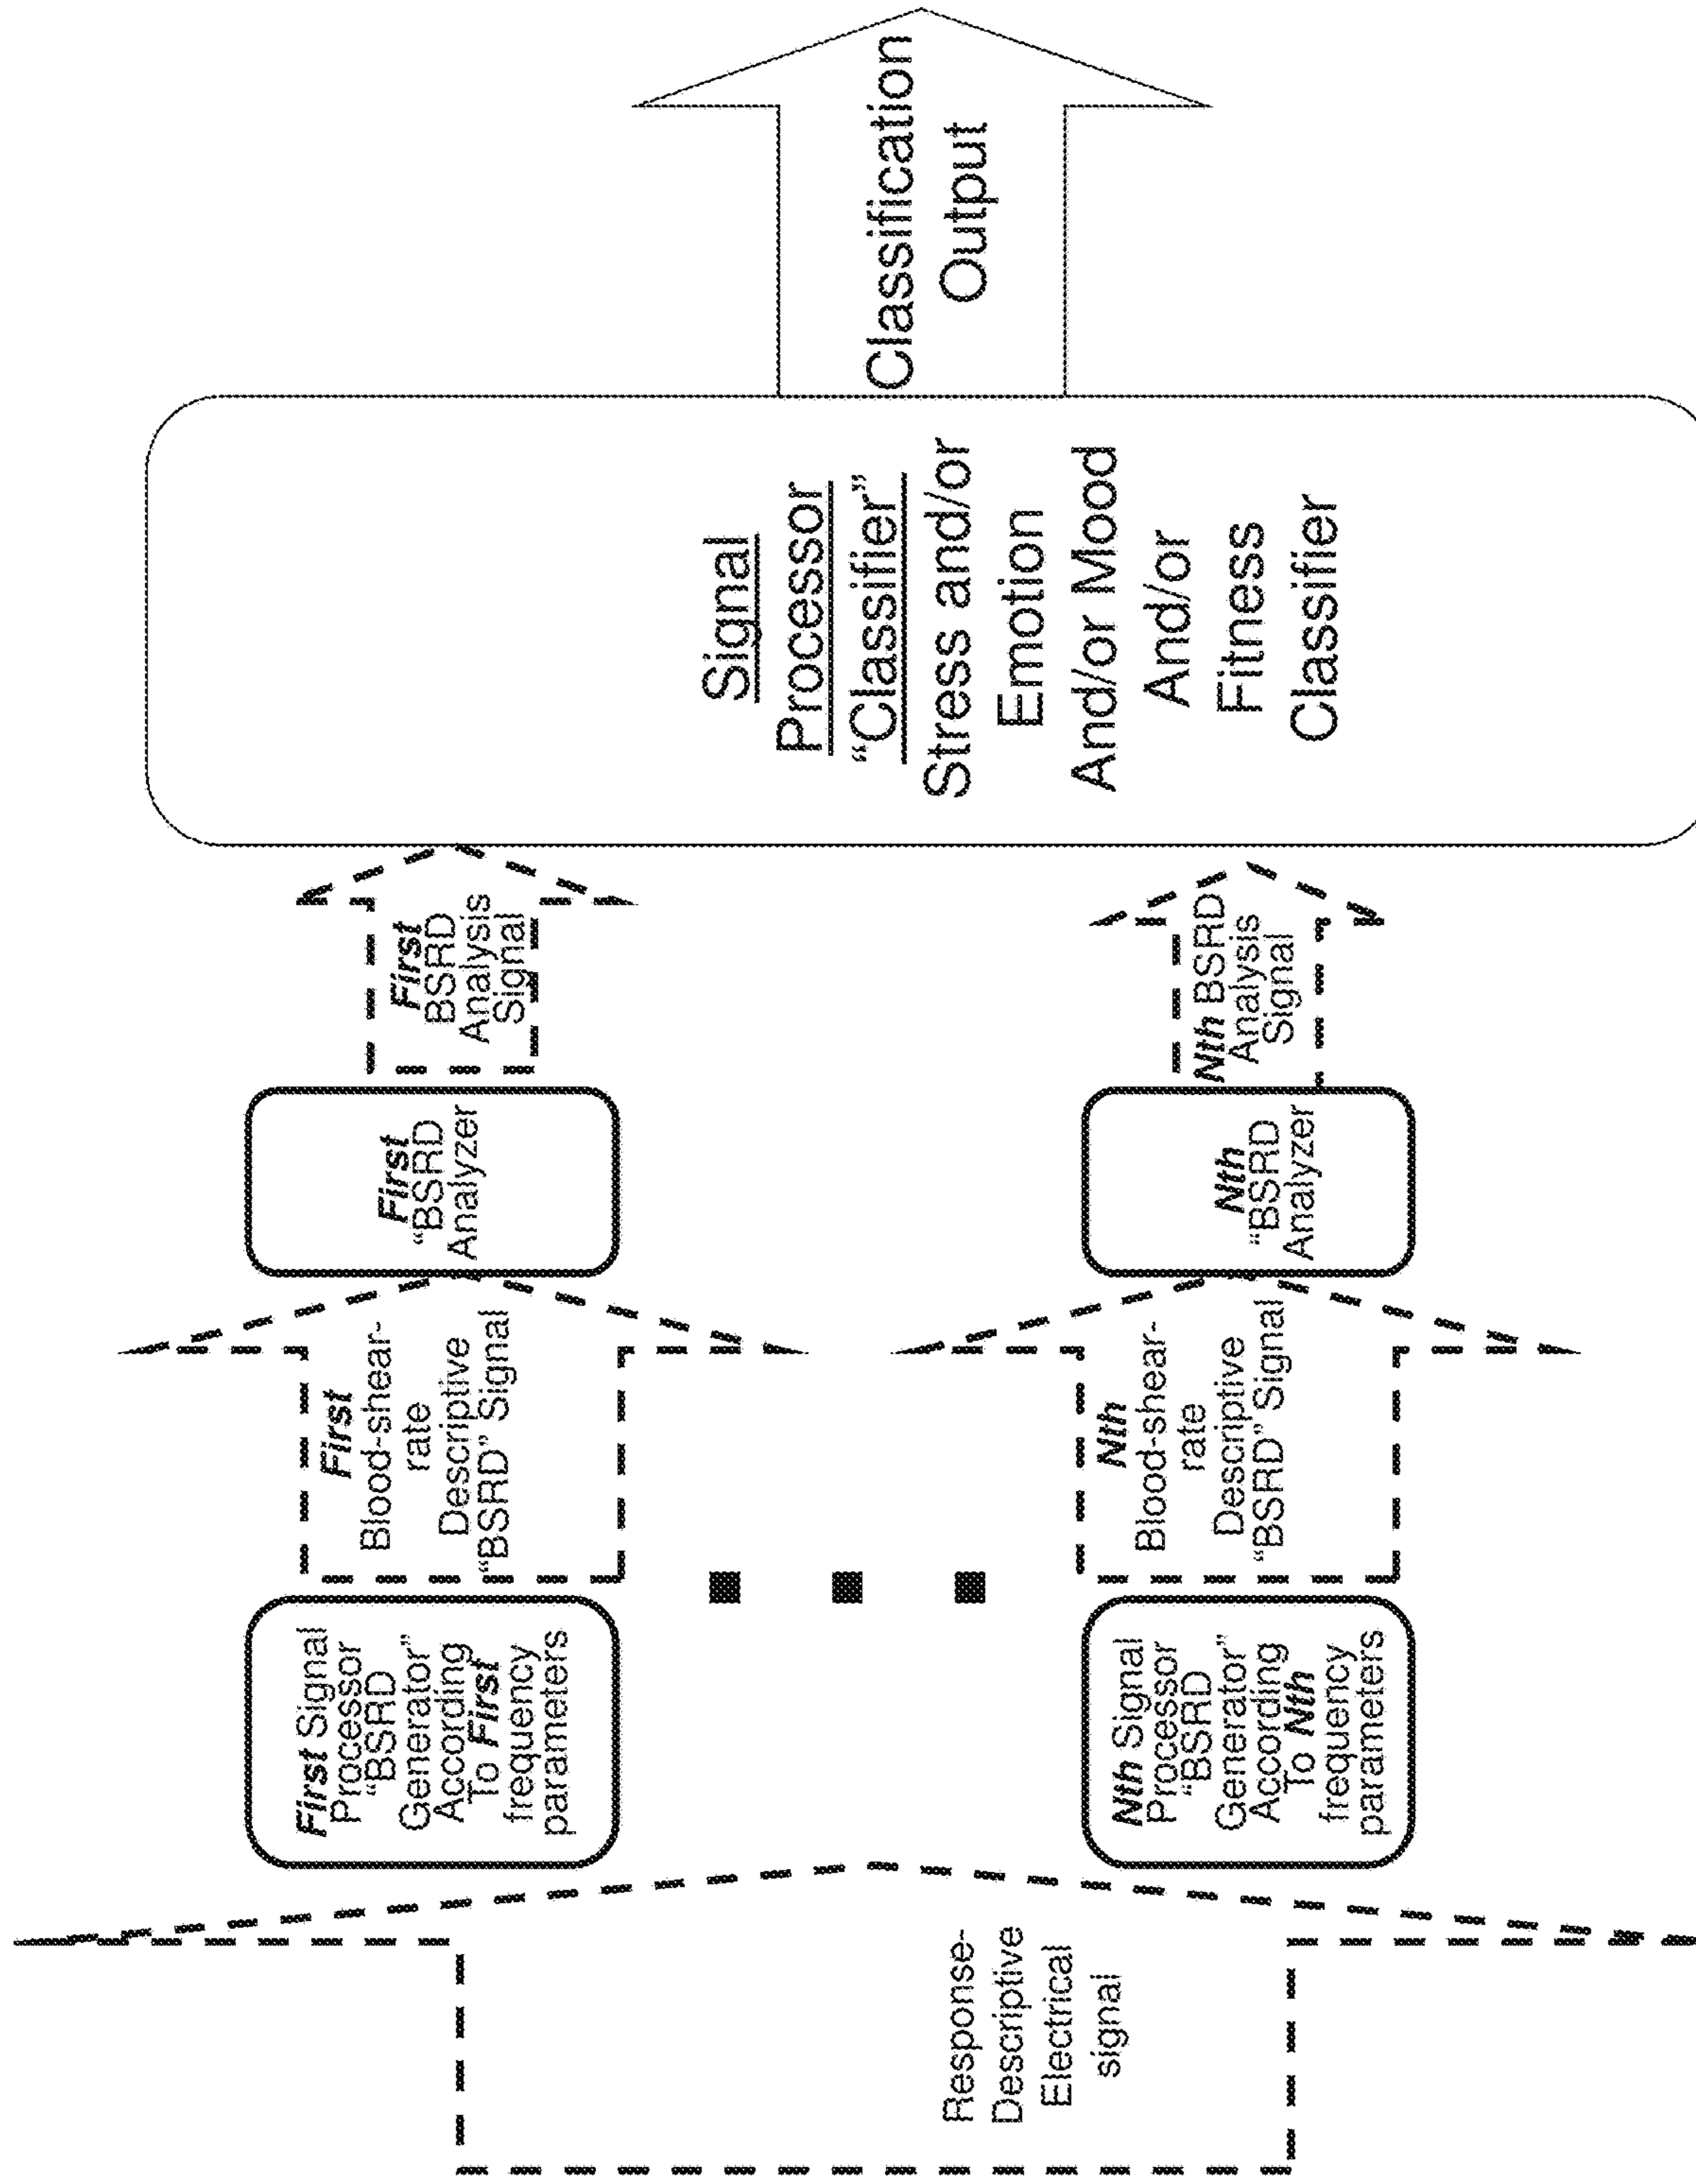 Response-
Descriptive
Electrical
signal
First Signal
Processor
“BSRD
Generator”
According
To First
frequency
parameters
First
Blood-shear-
rate
Descriptive
“BSRD” Signal
First
“BSRD
Analyzer
First
BSRD
Analysis
Signal
Nth Signal
Processor
“BSRD
Generator”
According
To Nth
frequency
parameters
Nth
Blood-shear-
rate
Descriptive
“BSRD” Signal
Nth
“BSRD
Analyzer
Nth BSRD
Analysis
Signal
Signal
Processor
“Classifier”
Stress and/or
Emotion
And/or Mood
And/or
Fitness
Classifier
Classification
Output